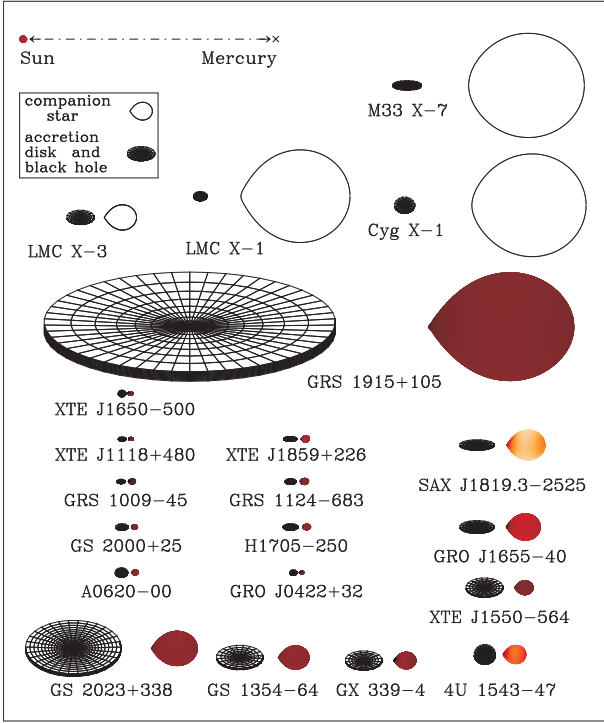 Sun Mercury
companion
star
accretion
disk and
black hole
M33 X-7
LMC X-3
LMC X-1
Cyg X-1
GRS 1915+105
XTE J1650-500
XTE J1118+480
XTE J1859+226
SAX J1819.3-2525
GRS 1009-45
GRS 1124-683
GS 2000+25
H1705-250
GRO J1655-40
A0620-00
GRO J0422+32
XTE J1550-564
GS 2023+338
GS 1354-64
GX 339-4
4U 1543-47